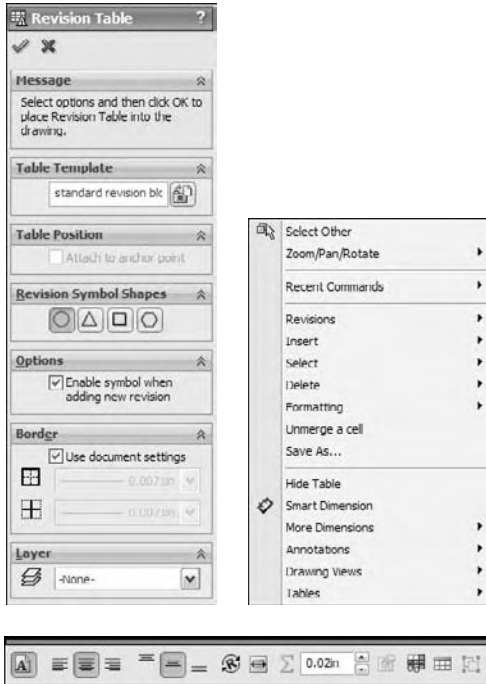 Revision Table ?
Message
Select options and then click OK to
place Revision Table into the
drawing.
Table Template
standard revision blc
Table Position
Attach to anchor point
Revision Symbol Shapes
Options
Enable symbol when
adding new revision
Border
Use document settings
0.007in
0.007in
Layer
-None-
Select Other
Zoom/Pan/Rotate
Recent Commands
Revisions
Insert
Select
Delete
Formatting
Unmerge a cell
Save As...
Hide Table
Smart Dimension
More Dimensions
Annotations
Drawing Views
Tables
A
Σ 0.02in